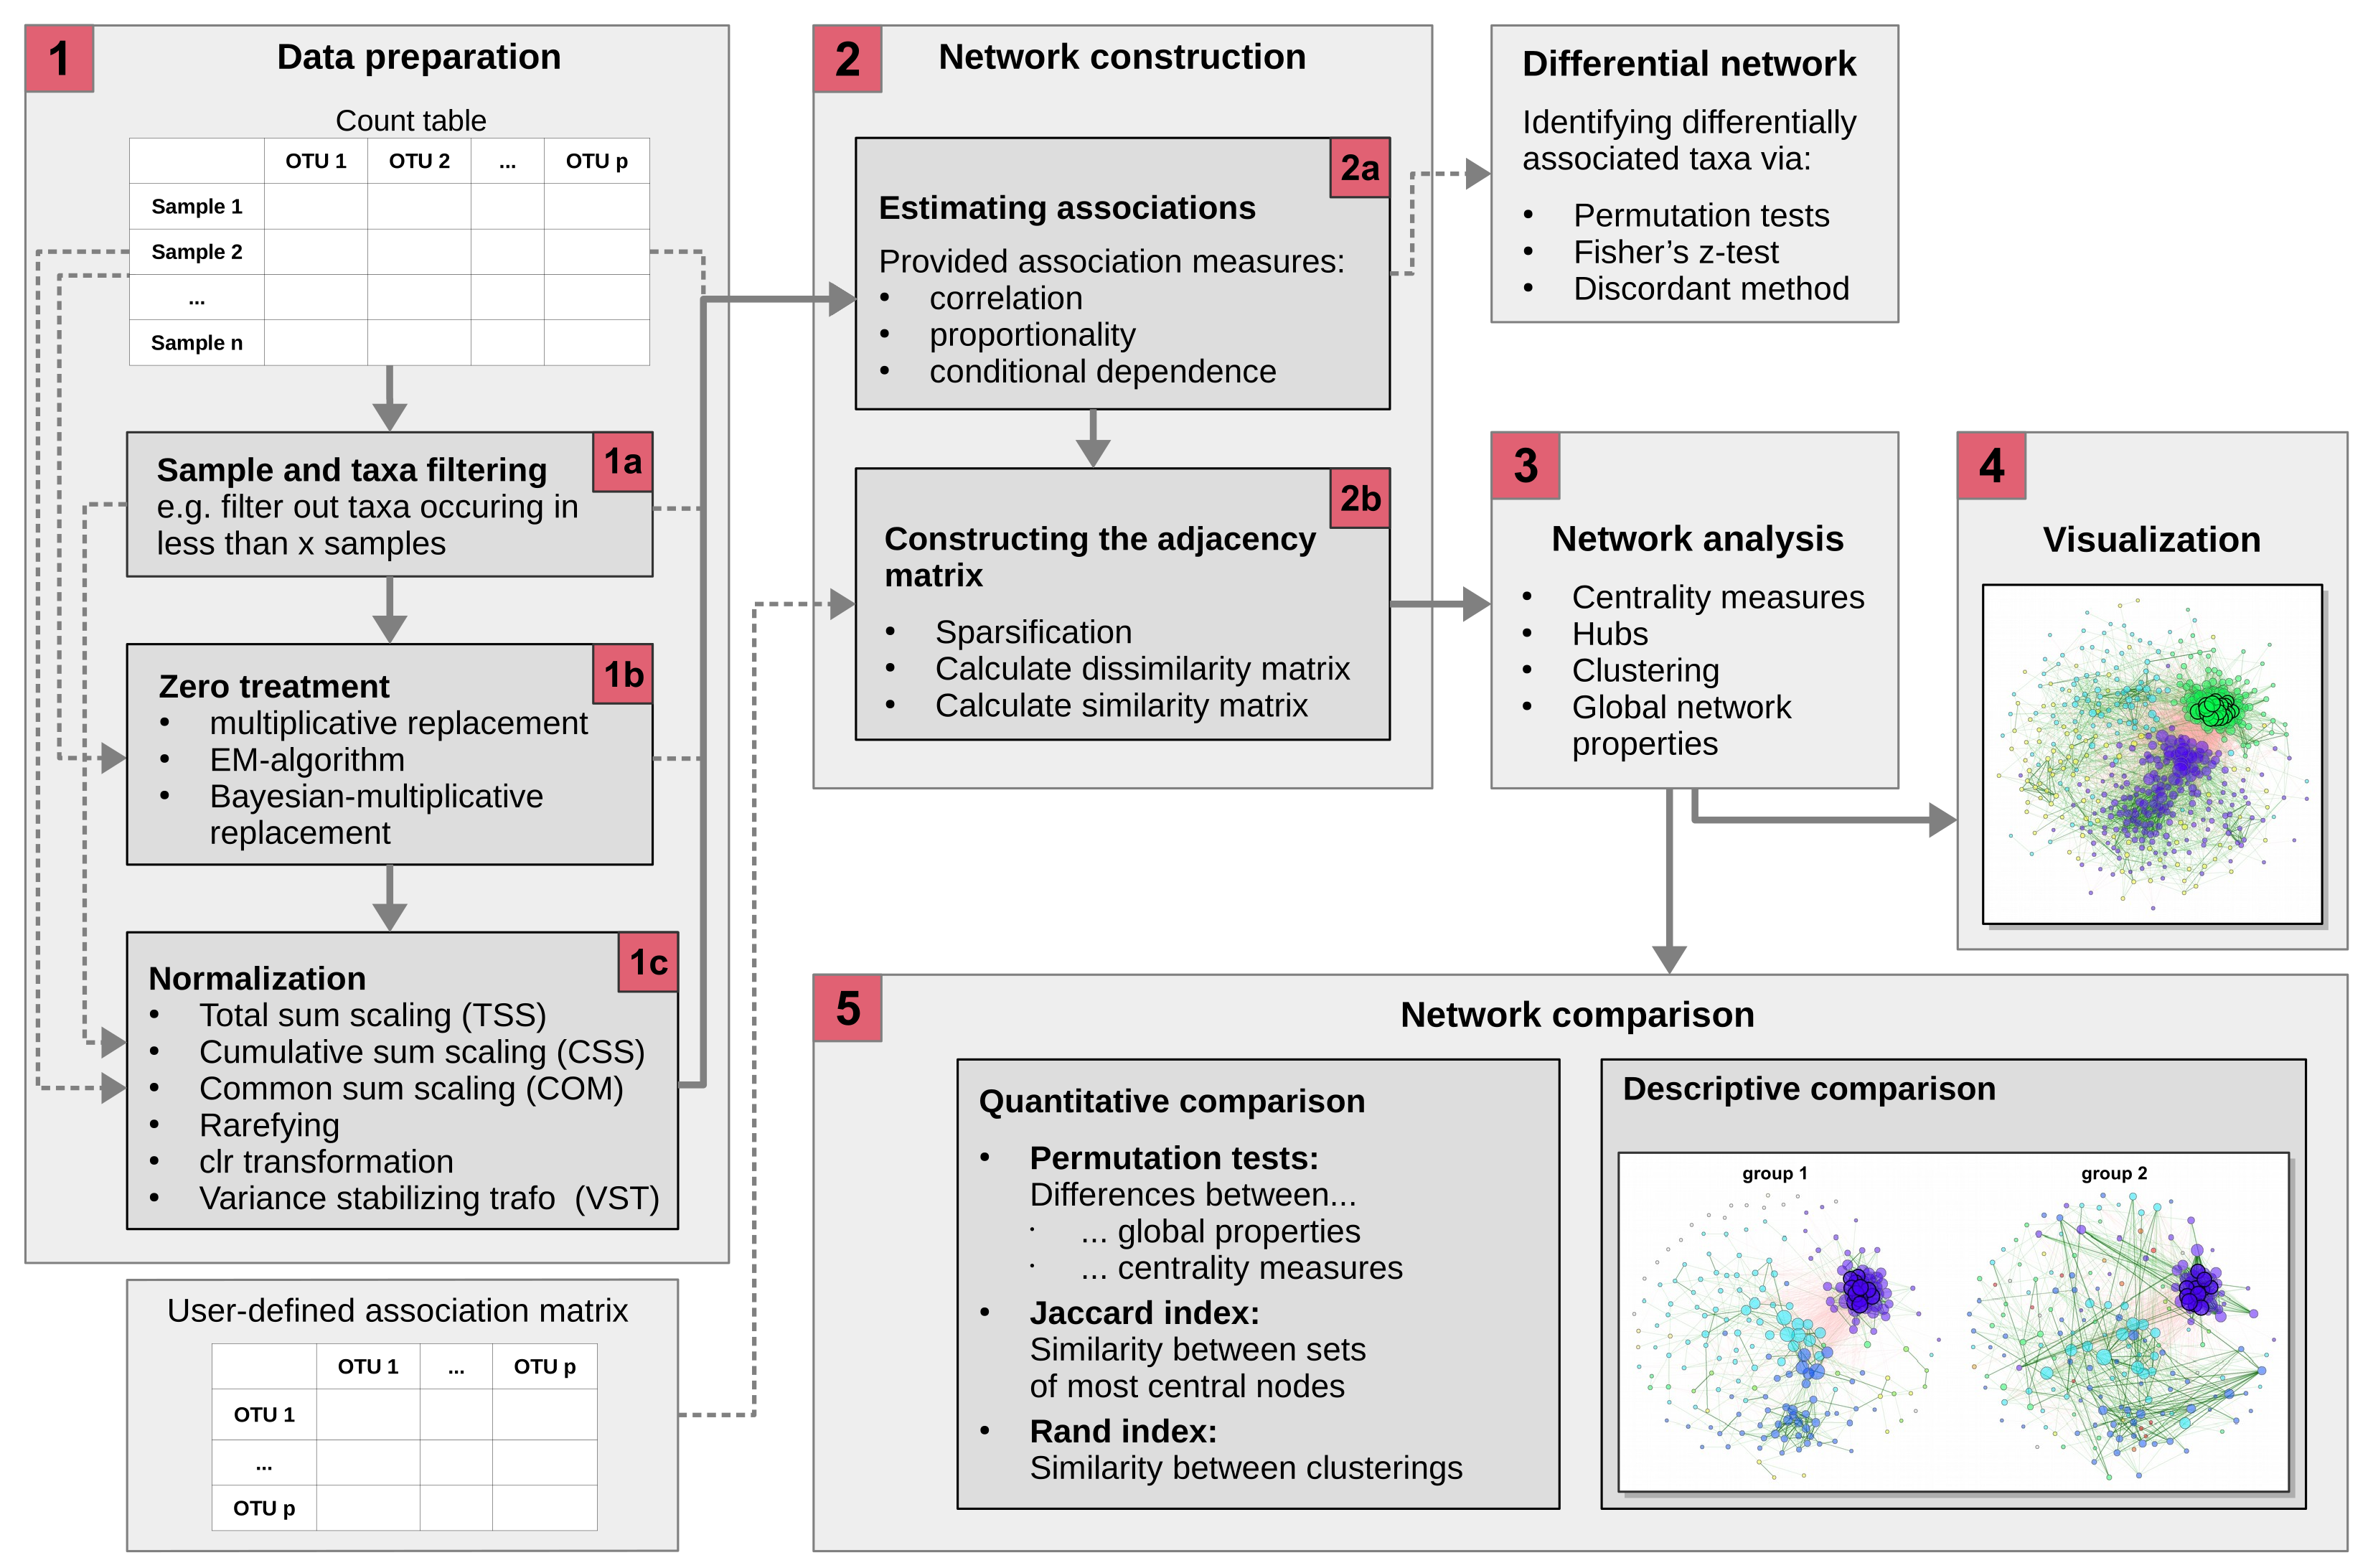 1
Data preparation
Count table
OTU 1 OTU 2 ... OTU p
Sample 1
Sample 2
...
Sample n
1a
Sample and taxa filtering
e.g. filter out taxa occuring in
less than x samples
1b
Zero treatment
• multiplicative replacement
• EM-algorithm
• Bayesian-multiplicative
replacement
1c
Normalization
• Total sum scaling (TSS)
• Cumulative sum scaling (CSS)
• Common sum scaling (COM)
• Rarefying
• clr transformation
• Variance stabilizing trafo (VST)
User-defined association matrix
OTU 1 ... OTU p
OTU 1
...
OTU p
2
Network construction
2a
Estimating associations
Provided association measures:
• correlation
• proportionality
• conditional dependence
2b
Constructing the adjacency
matrix
• Sparsification
• Calculate dissimilarity matrix
• Calculate similarity matrix
Differential network
Identifying differentially
associated taxa via:
• Permutation tests
• Fisher’s z-test
• Discordant method
3
Network analysis
• Centrality measures
• Hubs
• Clustering
• Global network
properties
4
Visualization
5
Network comparison
Quantitative comparison
• Permutation tests:
Differences between...
· ... global properties
· ... centrality measures
• Jaccard index:
Similarity between sets
of most central nodes
• Rand index:
Similarity between clusterings
Descriptive comparison
group 1 group 2